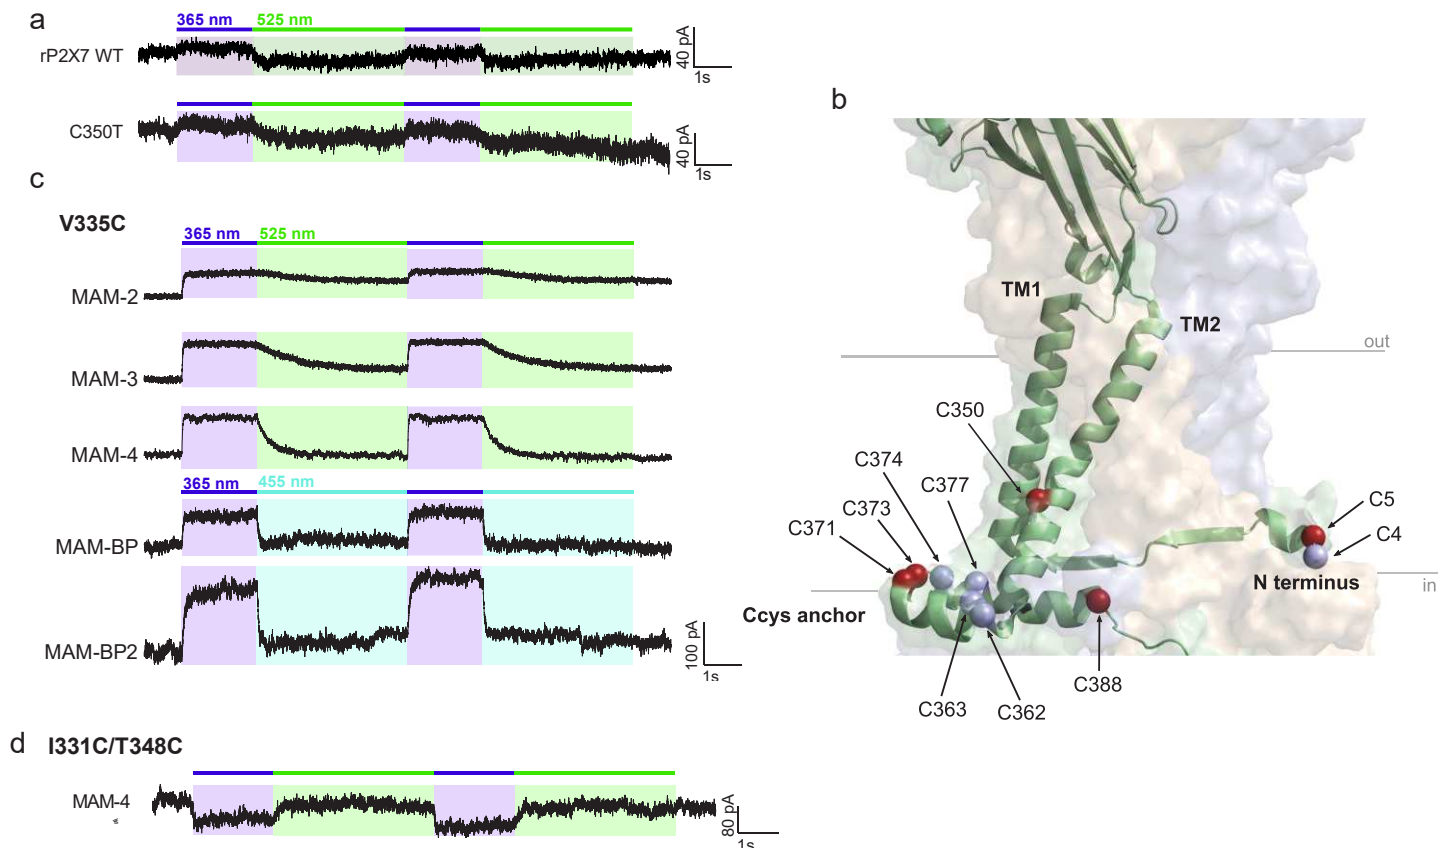 a
365 nm 525 nm
rP2X7 WT
40 pA
1s
C350T
40 pA
1s
b
TM1
TM2
out
C350
C374
C377
C373
C371
C5
C4
N terminus
in
Ccys anchor
C388
C363
C362
c
V335C
365 nm 525 nm
MAM-2
MAM-3
MAM-4
365 nm 455 nm
MAM-BP
MAM-BP2
100 pA
1s
d I331C/T348C
MAM-4
80 pA
1s